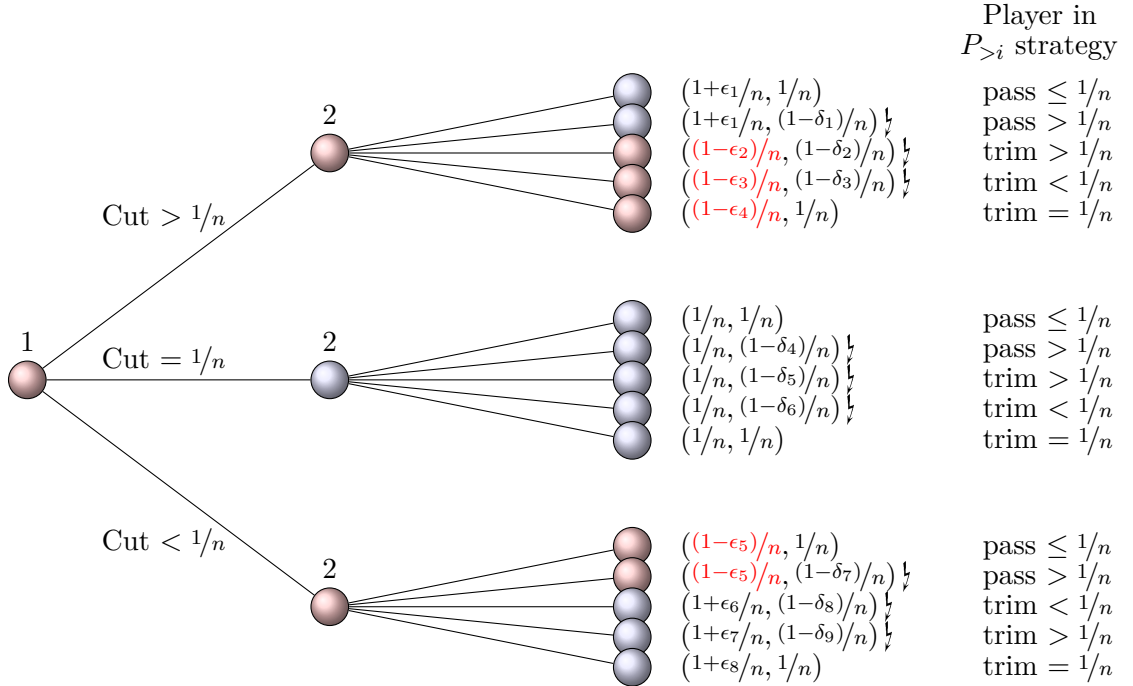 Player in
P>i strategy
2
(1+ϵ1/n, 1/n) pass ≤ 1/n
(1+ϵ1/n, (1−δ1)/n) pass > 1/n
((1−ϵ2)/n, (1−δ2)/n) trim > 1/n
((1−ϵ3)/n, (1−δ3)/n) trim < 1/n
((1−ϵ4)/n, 1/n) trim = 1/n
Cut > 1/n
1
2
(1/n, 1/n) pass ≤ 1/n
(1/n, (1−δ4)/n) pass > 1/n
Cut = 1/n
(1/n, (1−δ5)/n) trim > 1/n
(1/n, (1−δ6)/n) trim < 1/n
(1/n, 1/n) trim = 1/n
Cut < 1/n
2
((1−ϵ5)/n, 1/n) pass ≤ 1/n
((1−ϵ5)/n, (1−δ7)/n) pass > 1/n
(1+ϵ6/n, (1−δ8)/n) trim < 1/n
(1+ϵ7/n, (1−δ9)/n) trim > 1/n
(1+ϵ8/n, 1/n) trim = 1/n